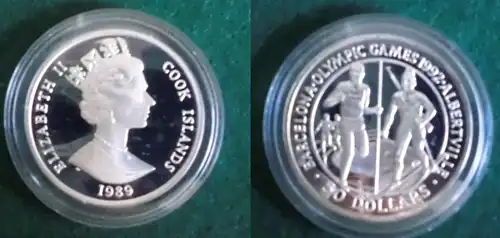 ELIZABETH II
COOK ISLANDS
1989
BARCELONA·OLYMPIC GAMES 1992·ALBERTVILLE
· 50 DOLLARS ·